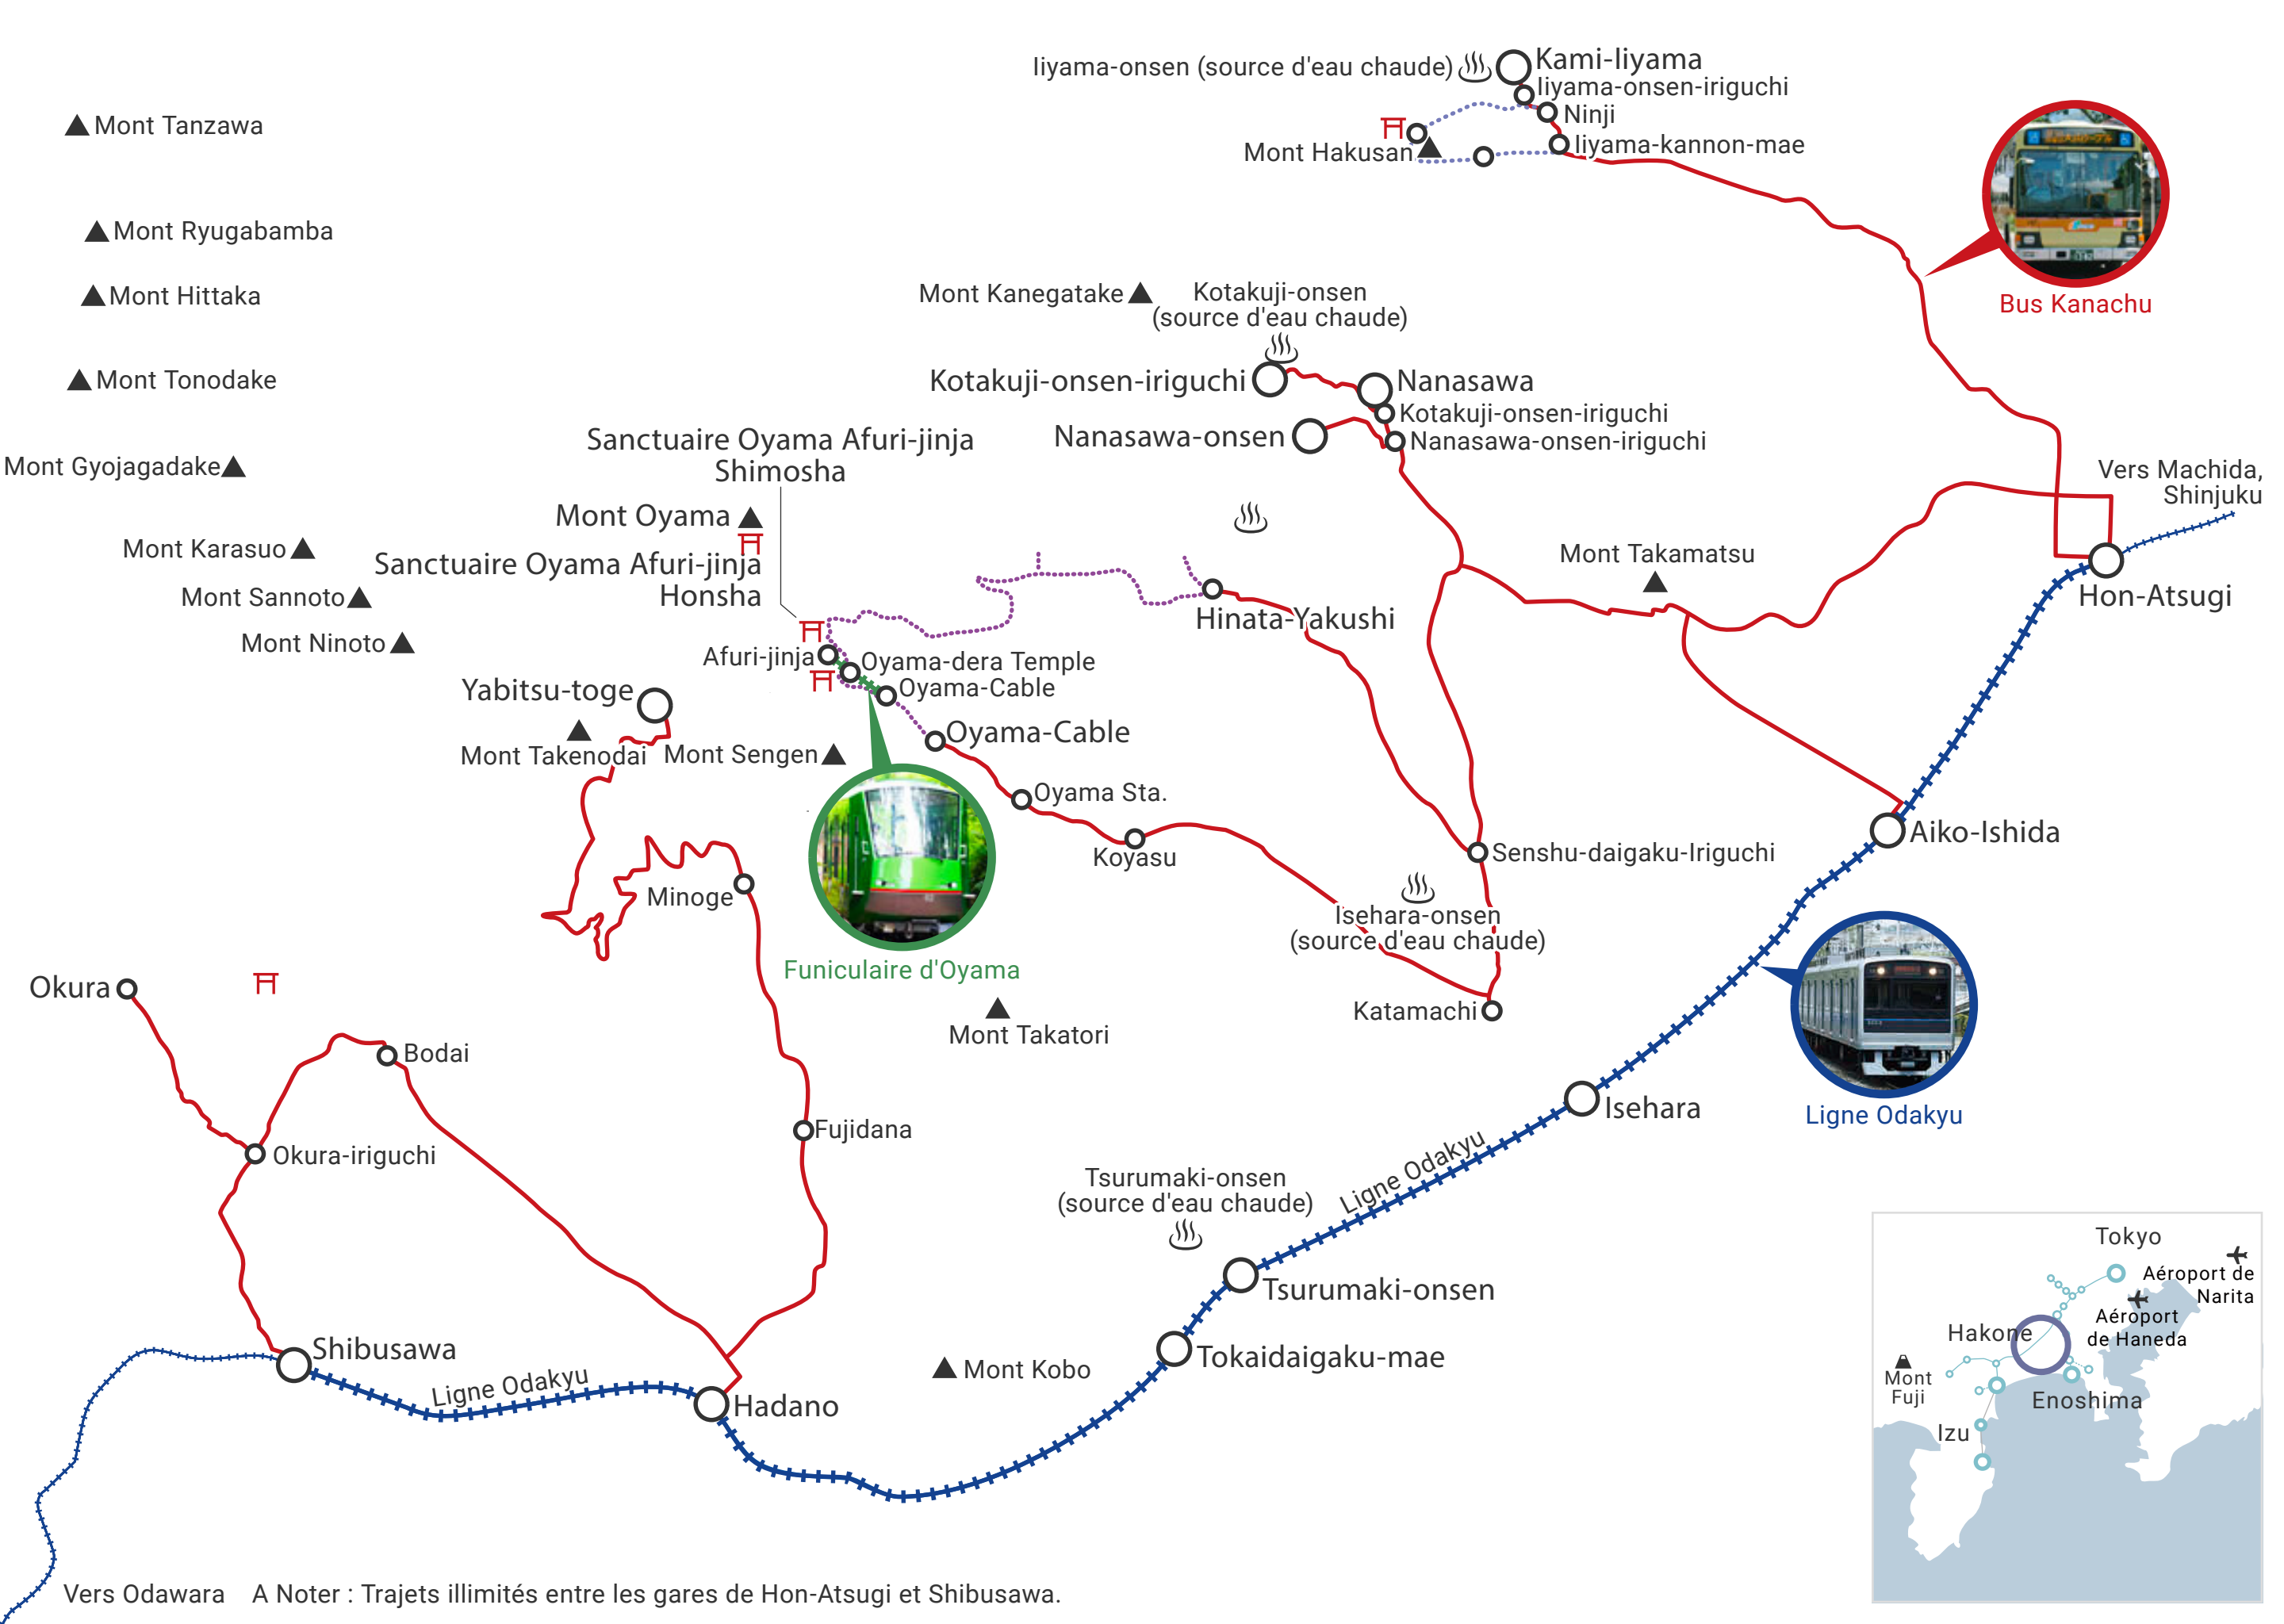 Iiyama-onsen (source d'eau chaude)
Kami-Iiyama
Iiyama-onsen-iriguchi
Ninji
Iiyama-kannon-mae
Mont Hakusan
Mont Tanzawa
Mont Ryugabamba
Mont Hittaka
Mont Tonodake
Mont Gyojagadake
Mont Karasuo
Mont Sannoto
Mont Ninoto
Bus Kanachu
Mont Kanegatake
Kotakuji-onsen
(source d'eau chaude)
Kotakuji-onsen-iriguchi
Nanasawa
Kotakuji-onsen-iriguchi
Nanasawa-onsen
Nanasawa-onsen-iriguchi
Sanctuaire Oyama Afuri-jinja
Shimosha
Mont Oyama
Sanctuaire Oyama Afuri-jinja
Honsha
Vers Machida,
Shinjuku
Mont Takamatsu
Hon-Atsugi
Hinata-Yakushi
Afuri-jinja
Oyama-dera Temple
Oyama-Cable
Yabitsu-toge
Mont Takenodai
Mont Sengen
Oyama-Cable
Oyama Sta.
Koyasu
Senshu-daigaku-Iriguchi
Aiko-Ishida
Minoge
Isehara-onsen
(source d'eau chaude)
Funiculaire d'Oyama
Okura
Katamachi
Mont Takatori
Bodai
Fujidana
Okura-iriguchi
Isehara
Ligne Odakyu
Ligne Odakyu
Tsurumaki-onsen
(source d'eau chaude)
Tsurumaki-onsen
Shibusawa
Tokaidaigaku-mae
Mont Kobo
Ligne Odakyu
Hadano
Tokyo
Aéroport de
Narita
Aéroport
de Haneda
Hakone
Mont
Fuji
Enoshima
Izu
Vers Odawara
A Noter : Trajets illimités entre les gares de Hon-Atsugi et Shibusawa.